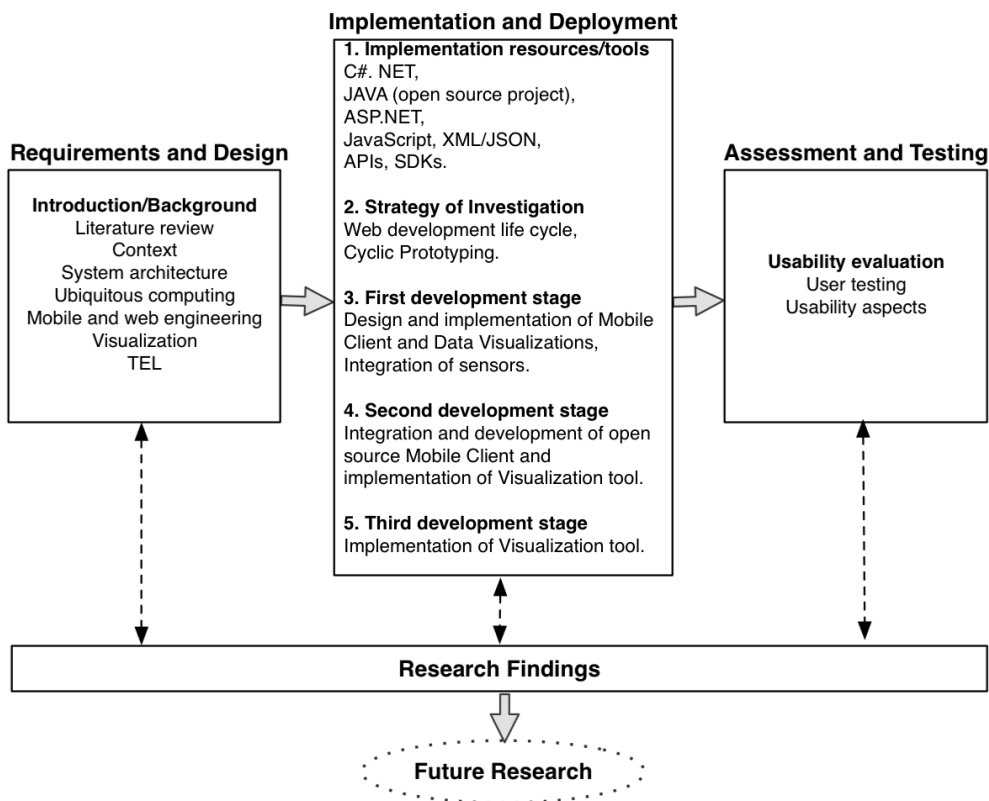 Requirements and Design
Introduction/Background
Literature review
Context
System architecture
Ubiquitous computing
Mobile and web engineering
Visualization
TEL
Implementation and Deployment
1. Implementation resources/tools
C#. NET,
JAVA (open source project),
ASP.NET,
JavaScript, XML/JSON,
APIs, SDKs.
2. Strategy of Investigation
Web development life cycle,
Cyclic Prototyping.
3. First development stage
Design and implementation of Mobile
Client and Data Visualizations,
Integration of sensors.
4. Second development stage
Integration and development of open
source Mobile Client and
implementation of Visualization tool.
5. Third development stage
Implementation of Visualization tool.
Assessment and Testing
Usability evaluation
User testing
Usability aspects
Research Findings
Future Research